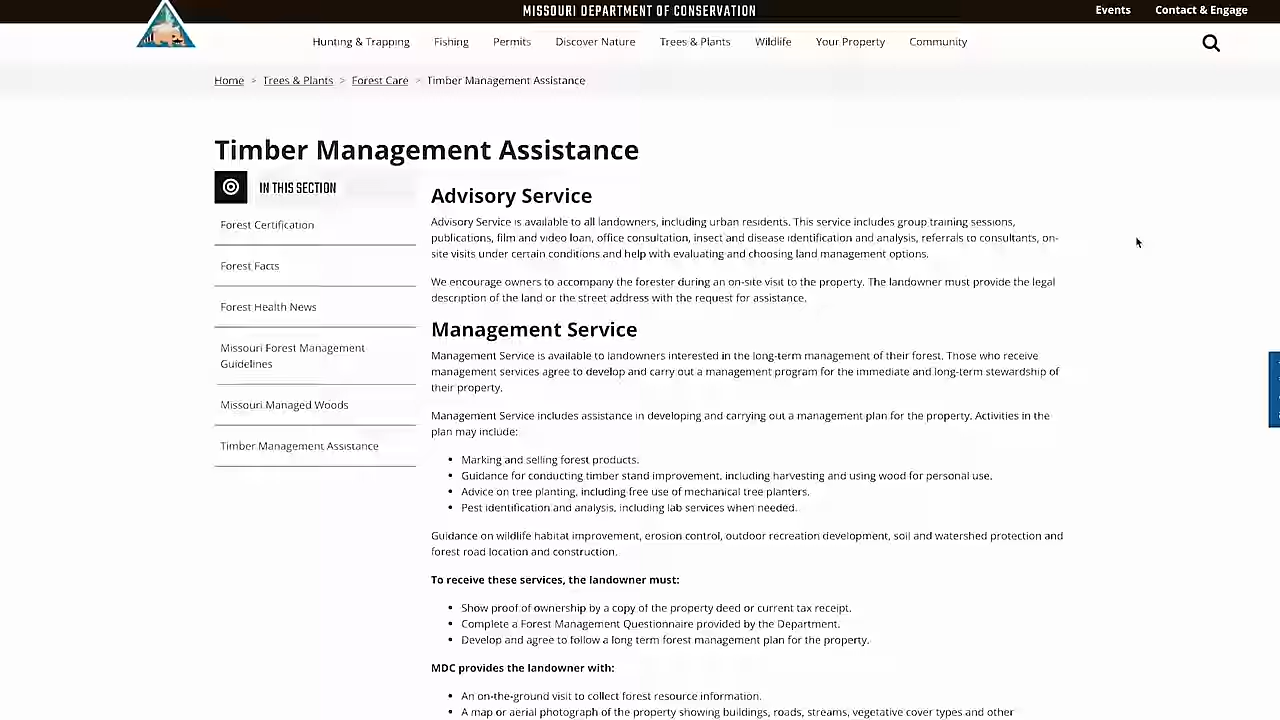 MISSOURI DEPARTMENT OF CONSERVATION
Events Contact & Engage
Hunting & Trapping Fishing Permits Discover Nature Trees & Plants Wildlife Your Property Community
Home > Trees & Plants > Forest Care > Timber Management Assistance
Timber Management Assistance
IN THIS SECTION
Forest Certification
Forest Facts
Forest Health News
Missouri Forest Management
Guidelines
Missouri Managed Woods
Timber Management Assistance
Advisory Service
Advisory Service is available to all landowners, including urban residents. This service includes group training sessions,
publications, film and video loan, office consultation, insect and disease identification and analysis, referrals to consultants, on-
site visits under certain conditions and help with evaluating and choosing land management options.
We encourage owners to accompany the forester during an on-site visit to the property. The landowner must provide the legal
description of the land or the street address with the request for assistance.
Management Service
Management Service is available to landowners interested in the long-term management of their forest. Those who receive
management services agree to develop and carry out a management program for the immediate and long-term stewardship of
their property.
Management Service includes assistance in developing and carrying out a management plan for the property. Activities in the
plan may include:
• Marking and selling forest products.
• Guidance for conducting timber stand improvement, including harvesting and using wood for personal use.
• Advice on tree planting, including free use of mechanical tree planters.
• Pest identification and analysis, including lab services when needed.
Guidance on wildlife habitat improvement, erosion control, outdoor recreation development, soil and watershed protection and
forest road location and construction.
To receive these services, the landowner must:
• Show proof of ownership by a copy of the property deed or current tax receipt.
• Complete a Forest Management Questionnaire provided by the Department.
• Develop and agree to follow a long term forest management plan for the property.
MDC provides the landowner with:
• An on-the-ground visit to collect forest resource information.
• A map or aerial photograph of the property showing buildings, roads, streams, vegetative cover types and other